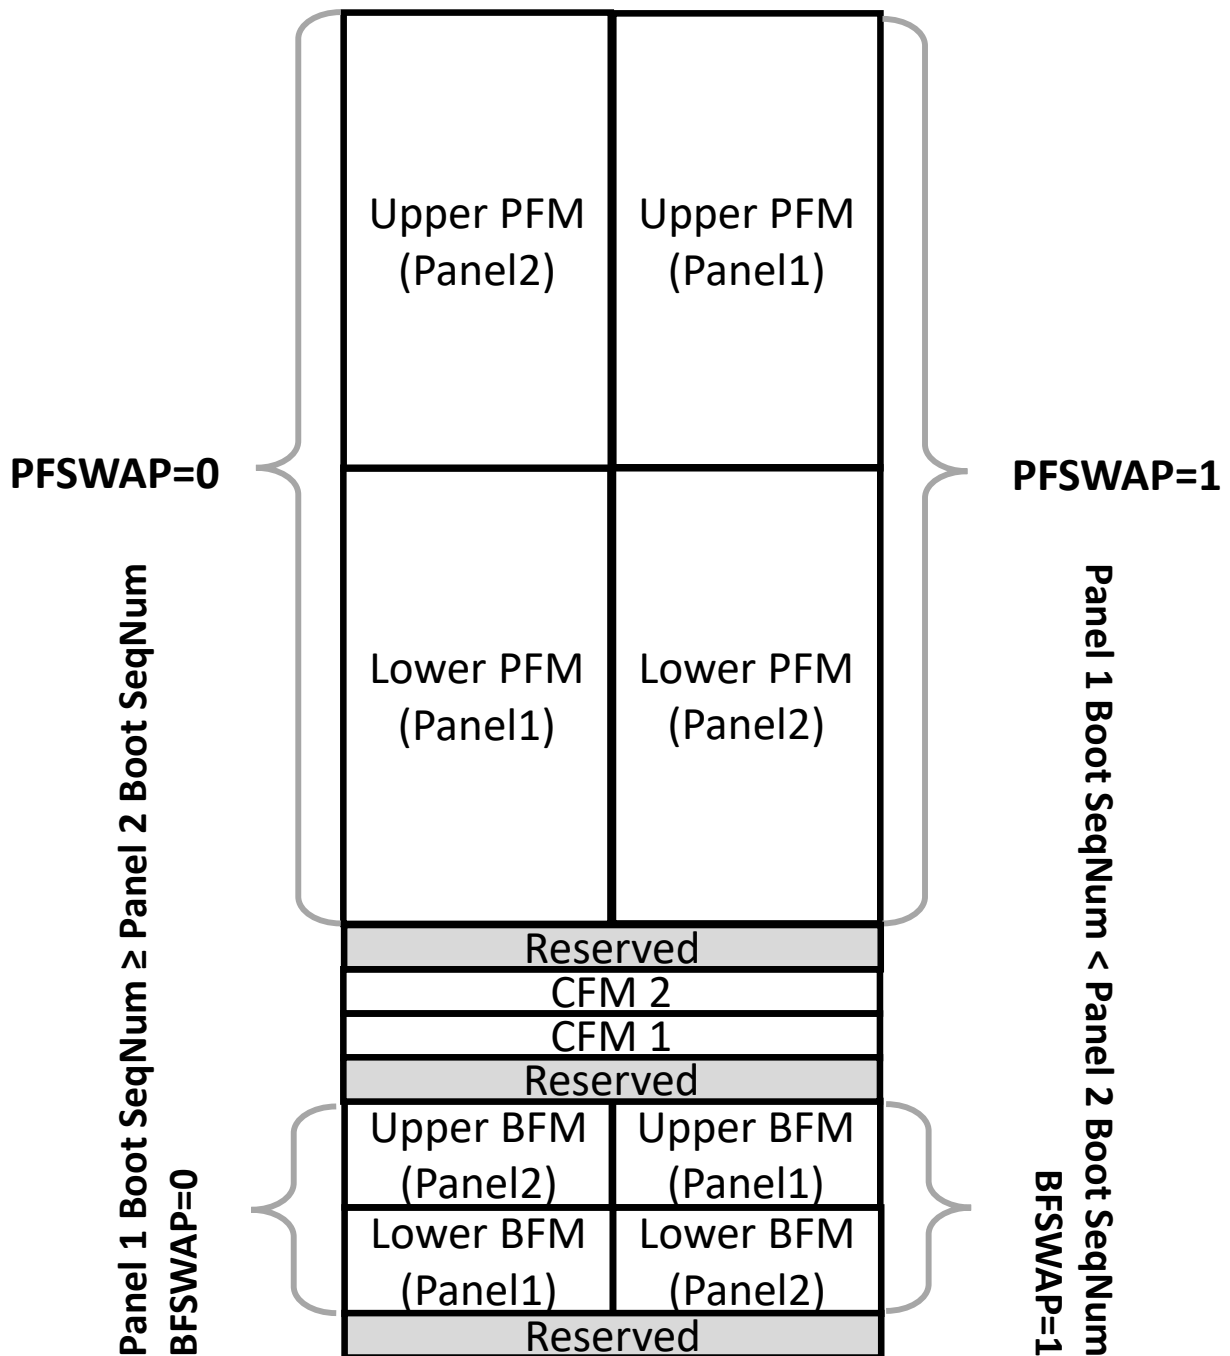 Upper PFM
(Panel2)
Upper PFM
(Panel1)
PFSWAP=0
PFSWAP=1
Lower PFM
(Panel1)
Lower PFM
(Panel2)
Panel 1 Boot SeqNum ≥ Panel 2 Boot SeqNum
BFSWAP=0
Panel 1 Boot SeqNum < Panel 2 Boot SeqNum
BFSWAP=1
Reserved
CFM 2
CFM 1
Reserved
Upper BFM
(Panel2)
Upper BFM
(Panel1)
Lower BFM
(Panel1)
Lower BFM
(Panel2)
Reserved